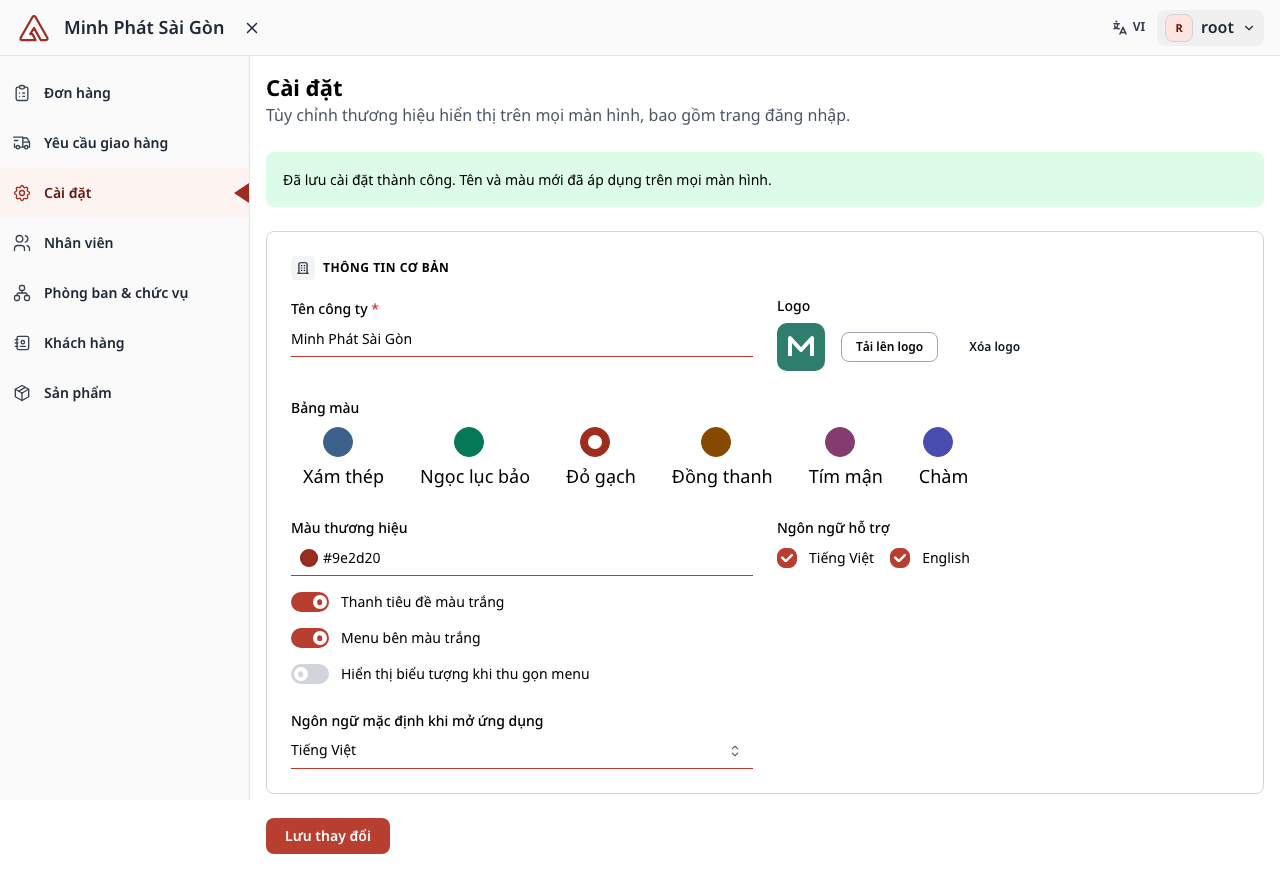 Minh Phát Sài Gòn
VI
R
root
Đơn hàng
Yêu cầu giao hàng
Cài đặt
Nhân viên
Phòng ban & chức vụ
Khách hàng
Sản phẩm
Cài đặt
Tùy chỉnh thương hiệu hiển thị trên mọi màn hình, bao gồm trang đăng nhập.
Đã lưu cài đặt thành công. Tên và màu mới đã áp dụng trên mọi màn hình.
THÔNG TIN CƠ BẢN
Tên công ty *
Minh Phát Sài Gòn
Logo
M
Tải lên logo
Xóa logo
Bảng màu
Xám thép
Ngọc lục bảo
Đỏ gạch
Đồng thanh
Tím mận
Chàm
Màu thương hiệu
#9e2d20
Ngôn ngữ hỗ trợ
Tiếng Việt
English
Thanh tiêu đề màu trắng
Menu bên màu trắng
Hiển thị biểu tượng khi thu gọn menu
Ngôn ngữ mặc định khi mở ứng dụng
Tiếng Việt
Lưu thay đổi